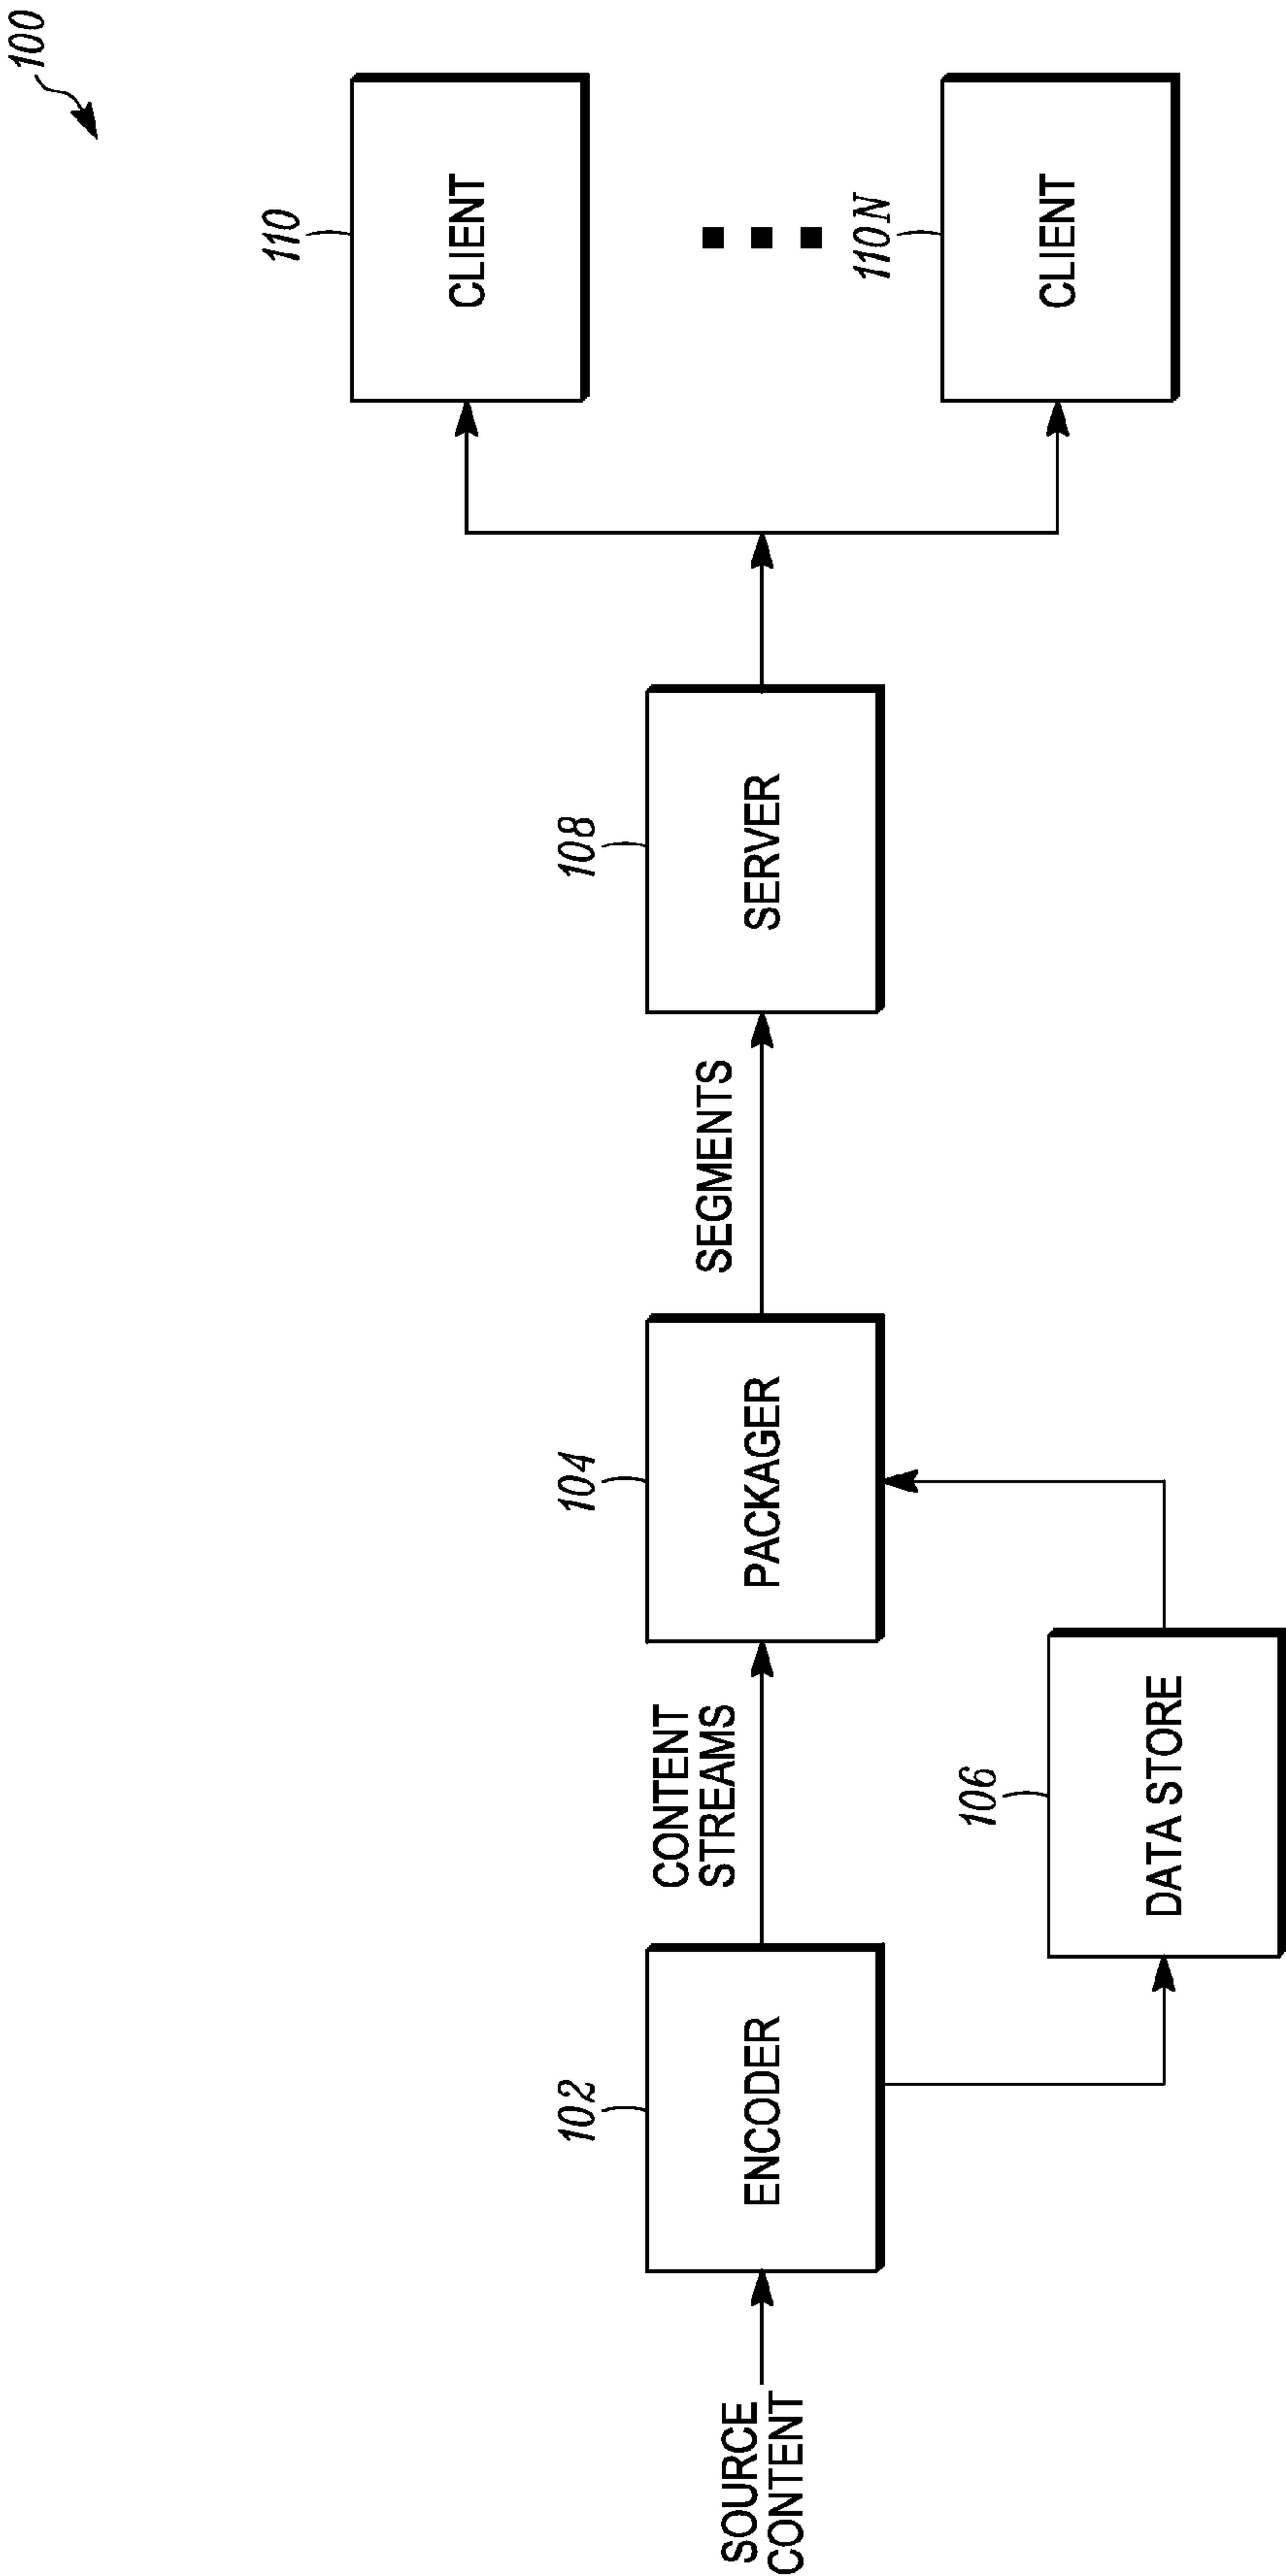 100
110
CLIENT
110N
CLIENT
108
SERVER
SEGMENTS
104
PACKAGER
CONTENT
STREAMS
106
DATA STORE
102
ENCODER
SOURCE
CONTENT